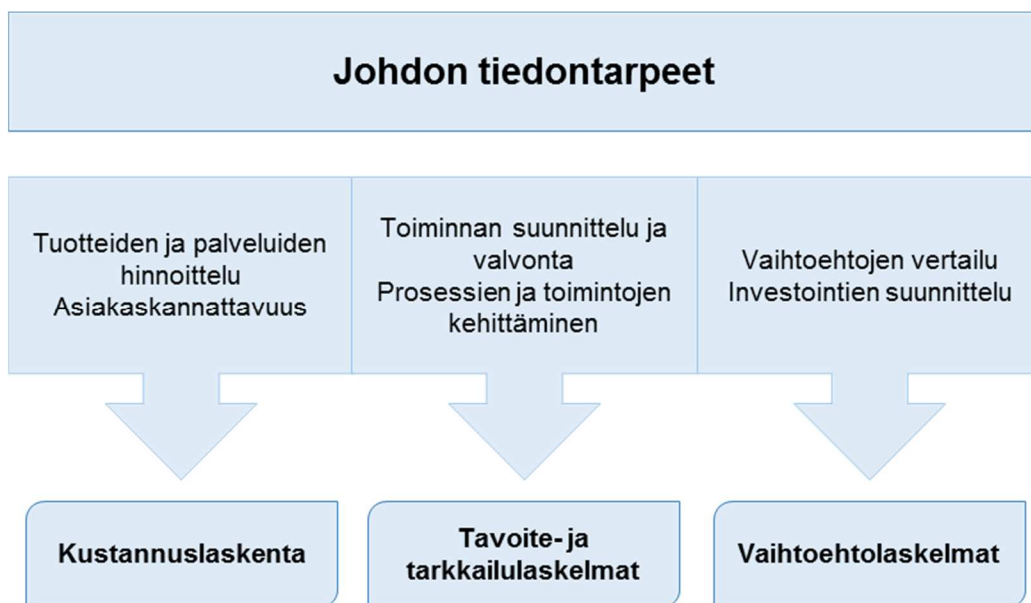 Johdon tiedontarpeet
Tuotteiden ja palveluiden
hinnoittelu
Asiakaskannattavuus
Toiminnan suunnittelu ja
valvonta
Prosessien ja toimintojen
kehittäminen
Vaihtoehtojen vertailu
Investointien suunnittelu
Kustannuslaskenta
Tavoite- ja
tarkkailulaskelmat
Vaihtoehtolaskelmat